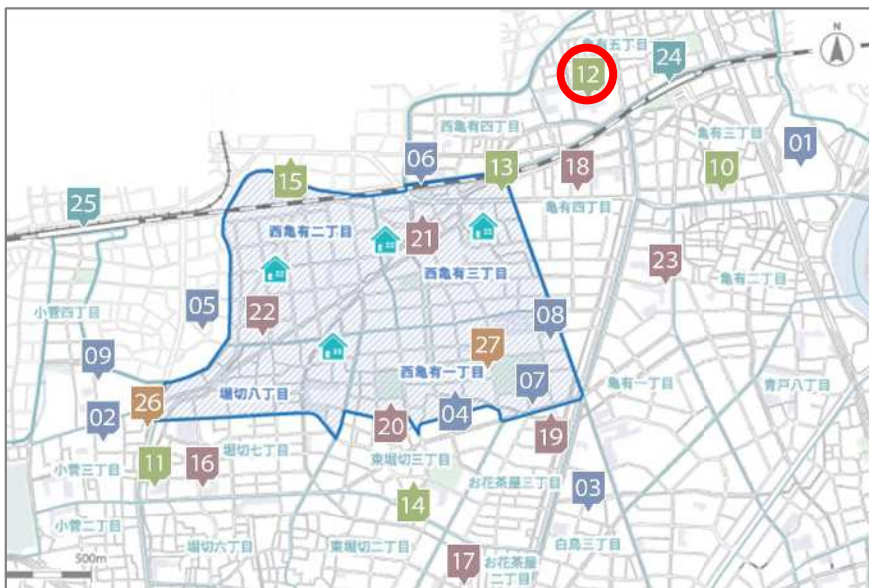 亀有五丁目
N
12
24
西亀有四丁目
亀有三丁目
01
06
13
18
10
15
25
亀有四丁目
西亀有二丁目
21
西亀有三丁目
23
亀有二丁目
小菅四丁目
05
22
08
09
27
西亀有一丁目
07
亀有一丁目
青戸八丁目
堀切八丁目
26
02
20
04
19
堀切七丁目
東堀切三丁目
小菅三丁目
11
16
お花茶屋三丁目
03
14
小菅二丁目
堀切六丁目
東堀切二丁目
白鳥三丁目
500m
17
お花茶屋
二丁目